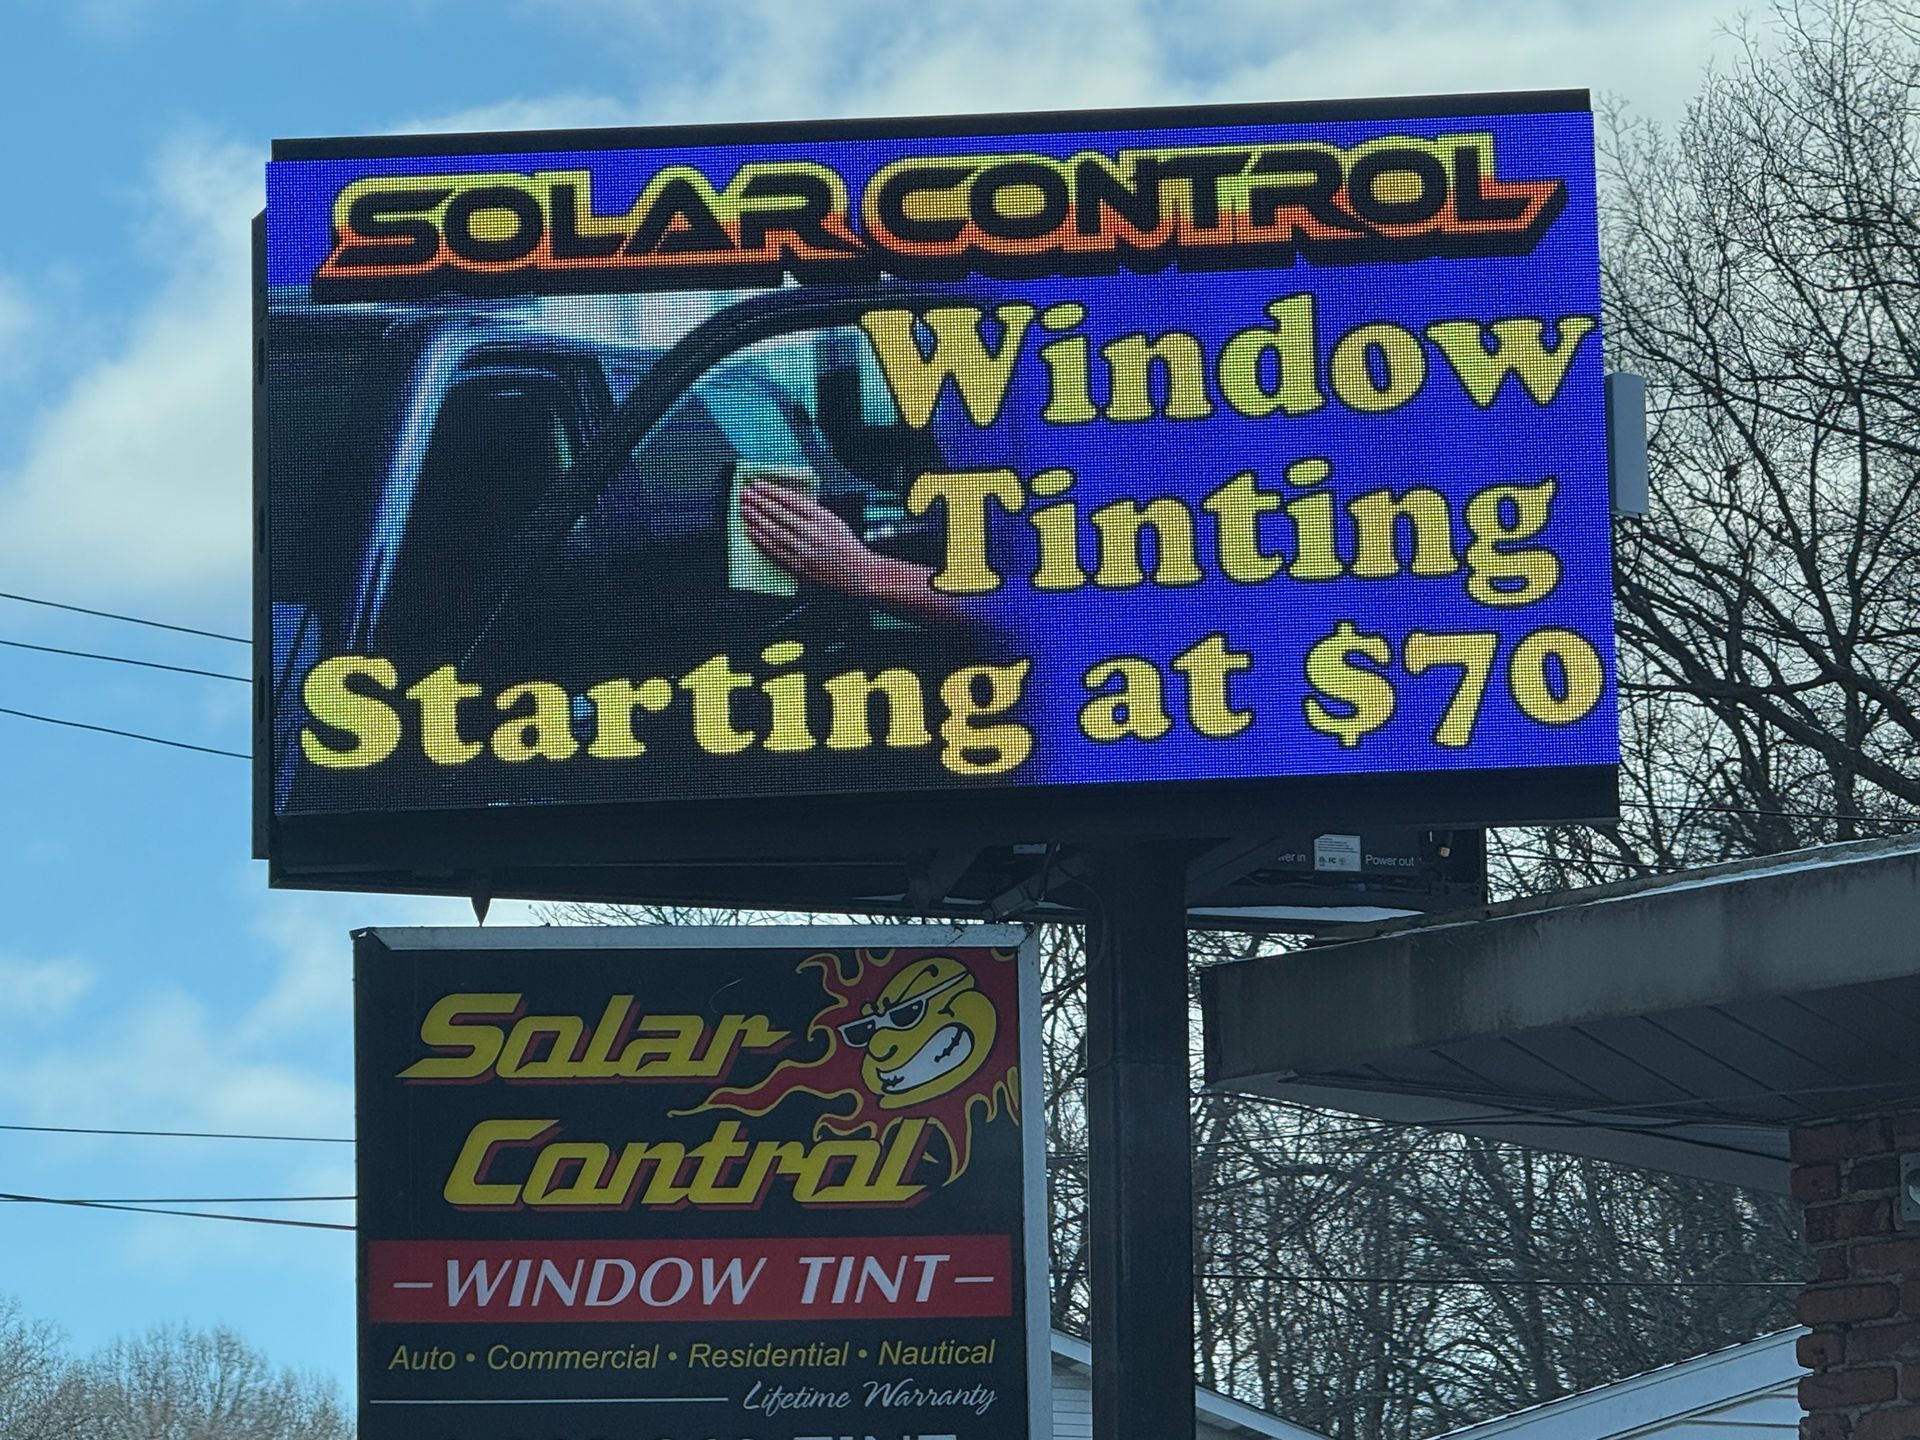 SOLAR CONTROL
Window
Tinting
Starting at $70
Power out
Solar
Control
-WINDOW TINT-
Auto • Commercial • Residential • Nautical
Lifetime Warranty